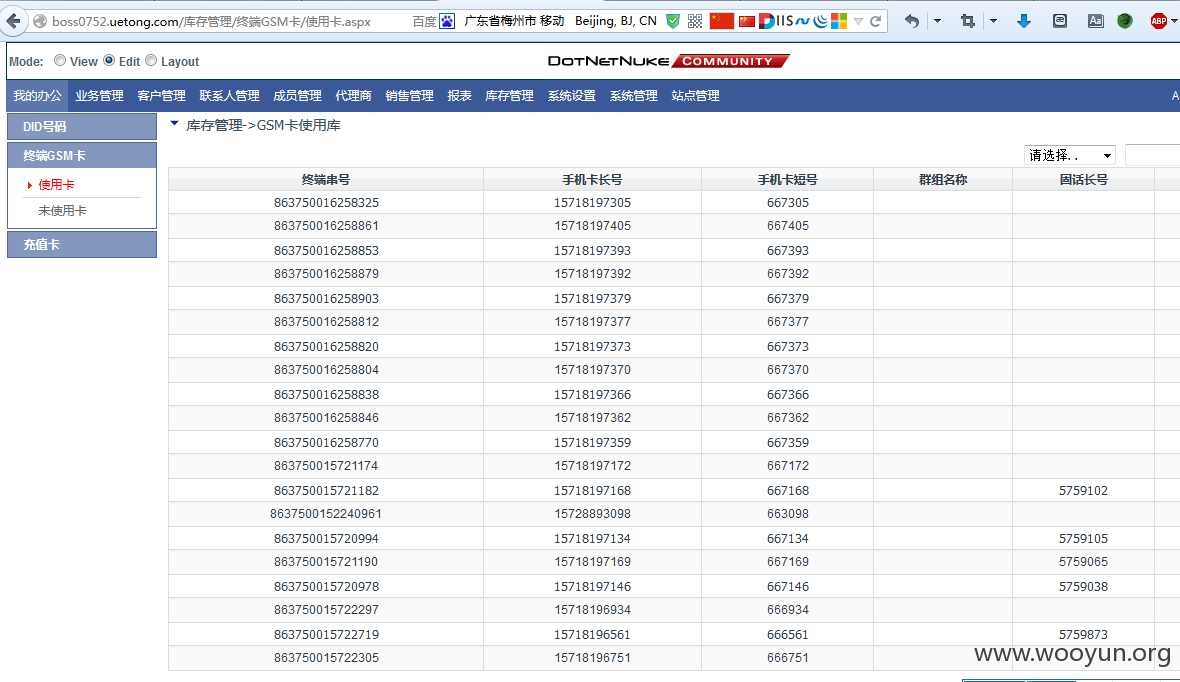 boss0752.uetong.com/库存管理/终端GSM卡/使用卡.aspx 百度 广东省梅州市 移动 Beijing, BJ, CN IIS Aa ABP
Mode: View Edit Layout DOTNETNUKE COMMUNITY
我的办公 业务管理 客户管理 联系人管理 成员管理 代理商 销售管理 报表 库存管理 系统设置 系统管理 站点管理 A
DID号码
终端GSM卡
使用卡
未使用卡
充值卡
库存管理->GSM卡使用库
请选择. .
终端串号 手机卡长号 手机卡短号 群组名称 固话长号
863750016258325 15718197305 667305
863750016258861 15718197405 667405
863750016258853 15718197393 667393
863750016258879 15718197392 667392
863750016258903 15718197379 667379
863750016258812 15718197377 667377
863750016258820 15718197373 667373
863750016258804 15718197370 667370
863750016258838 15718197366 667366
863750016258846 15718197362 667362
863750016258770 15718197359 667359
863750015721174 15718197172 667172
863750015721182 15718197168 667168 5759102
8637500152240961 15728893098 663098
863750015720994 15718197134 667134 5759105
863750015721190 15718197169 667169 5759065
863750015720978 15718197146 667146 5759038
863750015722297 15718196934 666934
863750015722719 15718196561 666561 5759873
863750015722305 15718196751 666751
www.wooyun.org